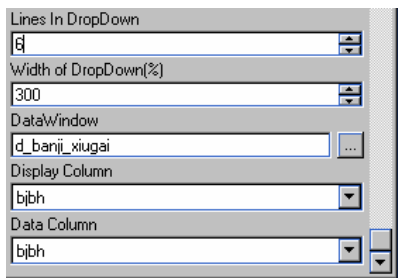 Lines In DropDown
6
Width of DropDown(%)
300
DataWindow
d_banji_xiugai
...
Display Column
bjbh
Data Column
bjbh